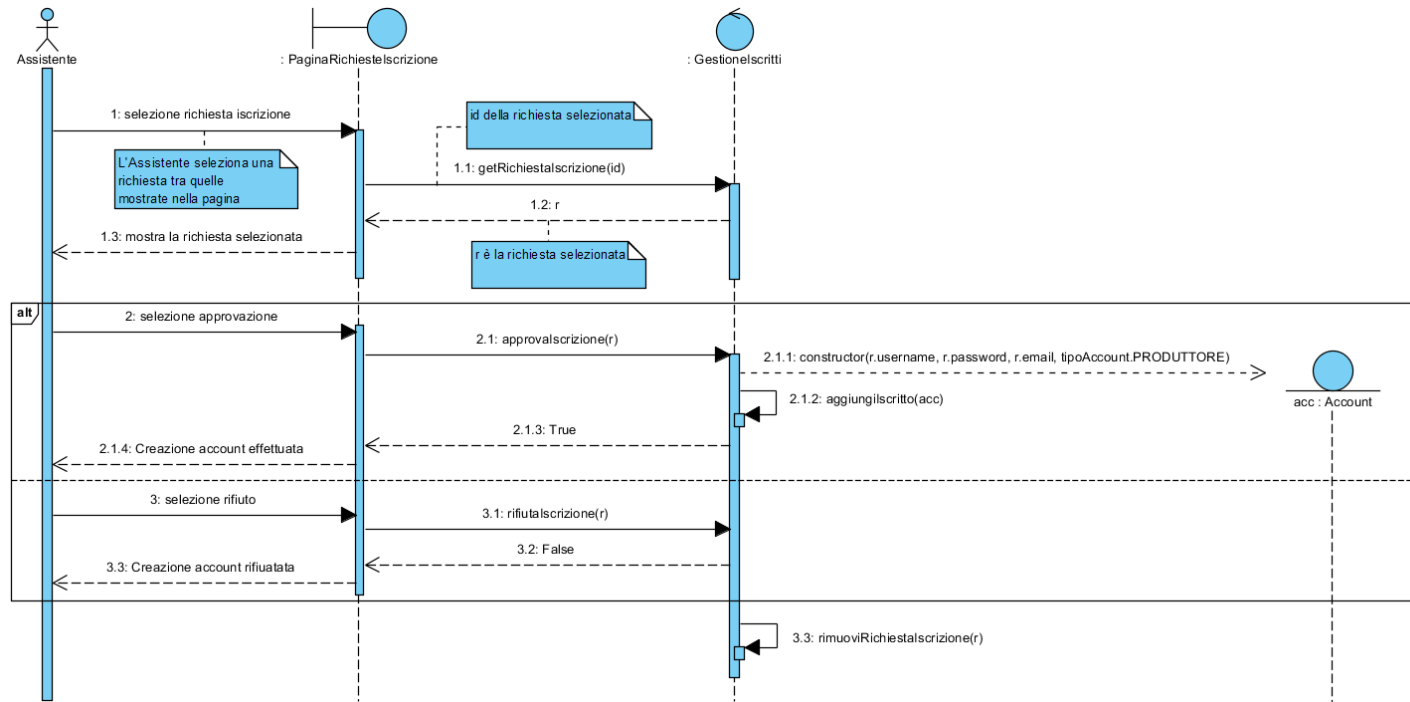 Assistente
: PaginaRichiesteIscrizione
: GestioneIscritti
1: selezione richiesta iscrizione
id della richiesta selezionata
L'Assistente seleziona una
richiesta tra quelle
mostrate nella pagina
1.1: getRichiestaIscrizione(id)
1.2: r
1.3: mostra la richiesta selezionata
r è la richiesta selezionata
alt
2: selezione approvazione
2.1: approvaIscrizione(r)
2.1.1: constructor(r.username, r.password, r.email, tipoAccount.PRODUTTORE)
acc : Account
2.1.2: aggiungiIscritto(acc)
2.1.3: True
2.1.4: Creazione account effettuata
3: selezione rifiuto
3.1: rifiutaIscrizione(r)
3.2: False
3.3: Creazione account rifiuatata
3.3: rimuoviRichiestaIscrizione(r)